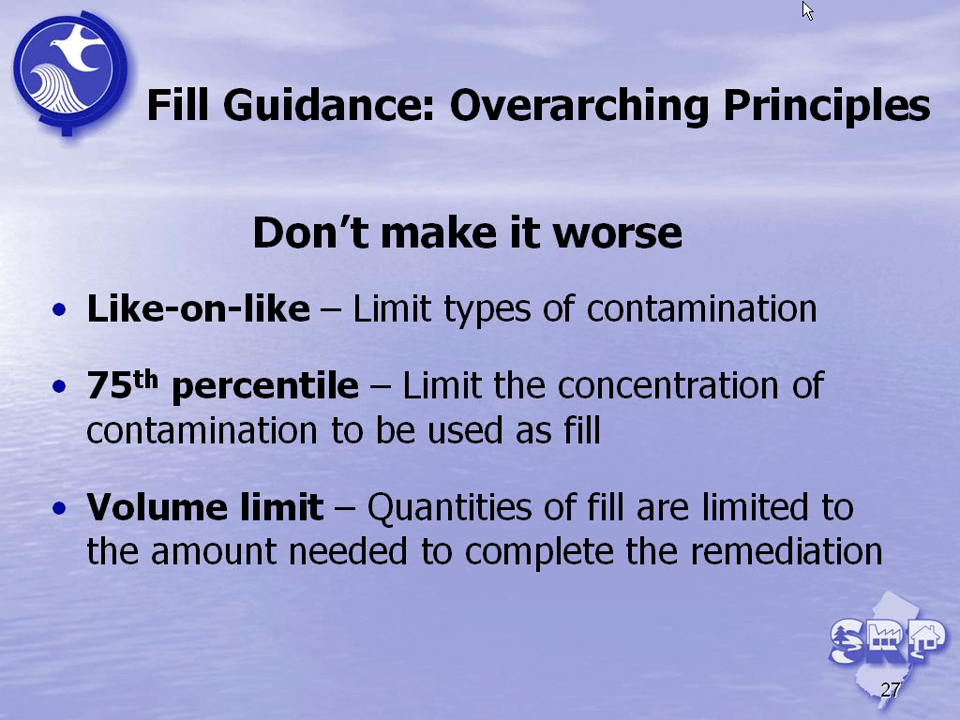 Fill Guidance: Overarching Principles
Don't make it worse
• Like-on-like – Limit types of contamination
• 75th percentile – Limit the concentration of
contamination to be used as fill
• Volume limit – Quantities of fill are limited to
the amount needed to complete the remediation
SRP
27